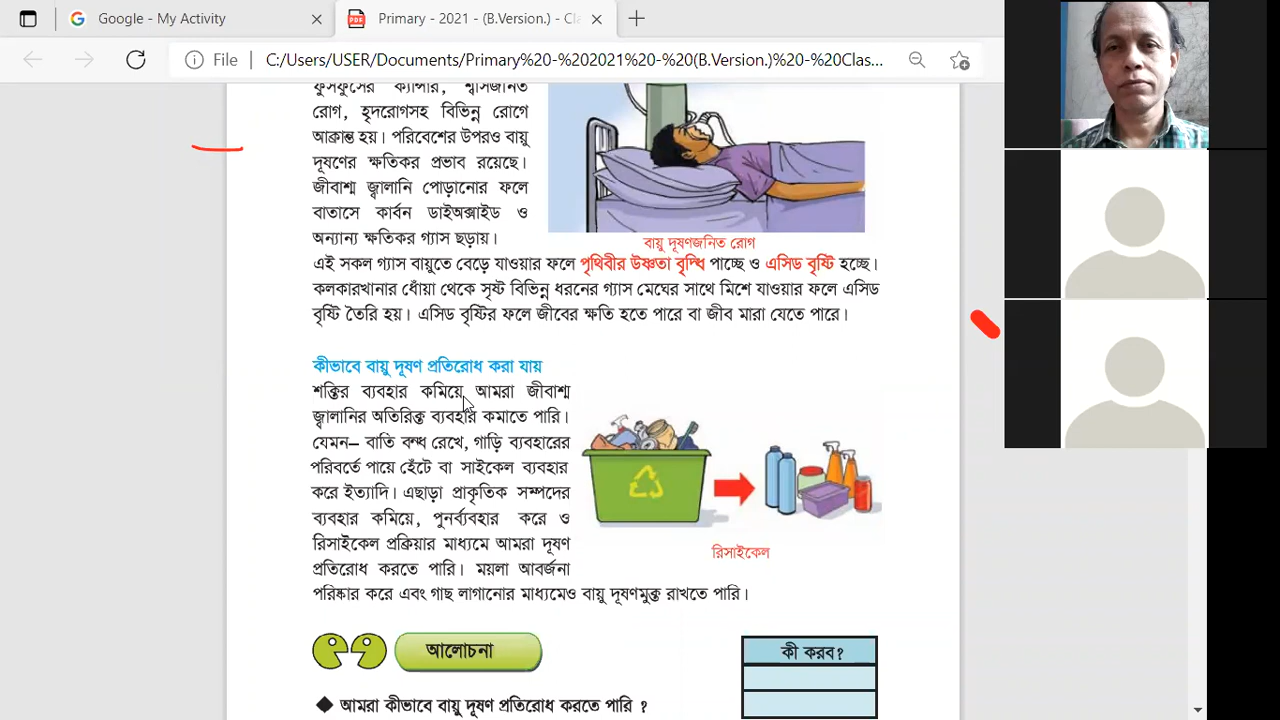 Google - My Activity
Primary - 2021 - (B.Version.) - Cla
File
C:/Users/USER/Documents/Primary%20-%202021%20-%20(B.Version.)%20-%20Clas...
ফুসফুসের ক্যান্সার, শ্বাসজনিত
রোগ, হৃদরোগসহ বিভিন্ন রোগে
আক্রান্ত হয়। পরিবেশের উপরও বায়ু
দূষণের ক্ষতিকর প্রভাব রয়েছে।
জীবাশ্ম জ্বালানি পোড়ানোর ফলে
বাতাসে কার্বন ডাইঅক্সাইড ও
অন্যান্য ক্ষতিকর গ্যাস ছড়ায়।
বায়ু দূষণজনিত রোগ
এই সকল গ্যাস বায়ুতে বেড়ে যাওয়ার ফলে পৃথিবীর উষ্ণতা বৃদ্ধি পাচ্ছে ও এসিড বৃষ্টি হচ্ছে।
কলকারখানার ধোঁয়া থেকে সৃষ্ট বিভিন্ন ধরনের গ্যাস মেঘের সাথে মিশে যাওয়ার ফলে এসিড
বৃষ্টি তৈরি হয়। এসিড বৃষ্টির ফলে জীবের ক্ষতি হতে পারে বা জীব মারা যেতে পারে।
কীভাবে বায়ু দূষণ প্রতিরোধ করা যায়
শক্তির ব্যবহার কমিয়ে আমরা জীবাশ্ম
জ্বালানির অতিরিক্ত ব্যবহার কমাতে পারি।
যেমন– বাতি বন্ধ রেখে, গাড়ি ব্যবহারের
পরিবর্তে পায়ে হেঁটে বা সাইকেল ব্যবহার
করে ইত্যাদি। এছাড়া প্রাকৃতিক সম্পদের
ব্যবহার কমিয়ে, পুনর্ব্যবহার করে ও
রিসাইকেল প্রক্রিয়ার মাধ্যমে আমরা দূষণ
প্রতিরোধ করতে পারি। ময়লা আবর্জনা
পরিষ্কার করে এবং গাছ লাগানোর মাধ্যমেও বায়ু দূষণমুক্ত রাখতে পারি।
রিসাইকেল
আলোচনা
কী করব?
◆ আমরা কীভাবে বায়ু দূষণ প্রতিরোধ করতে পারি ?